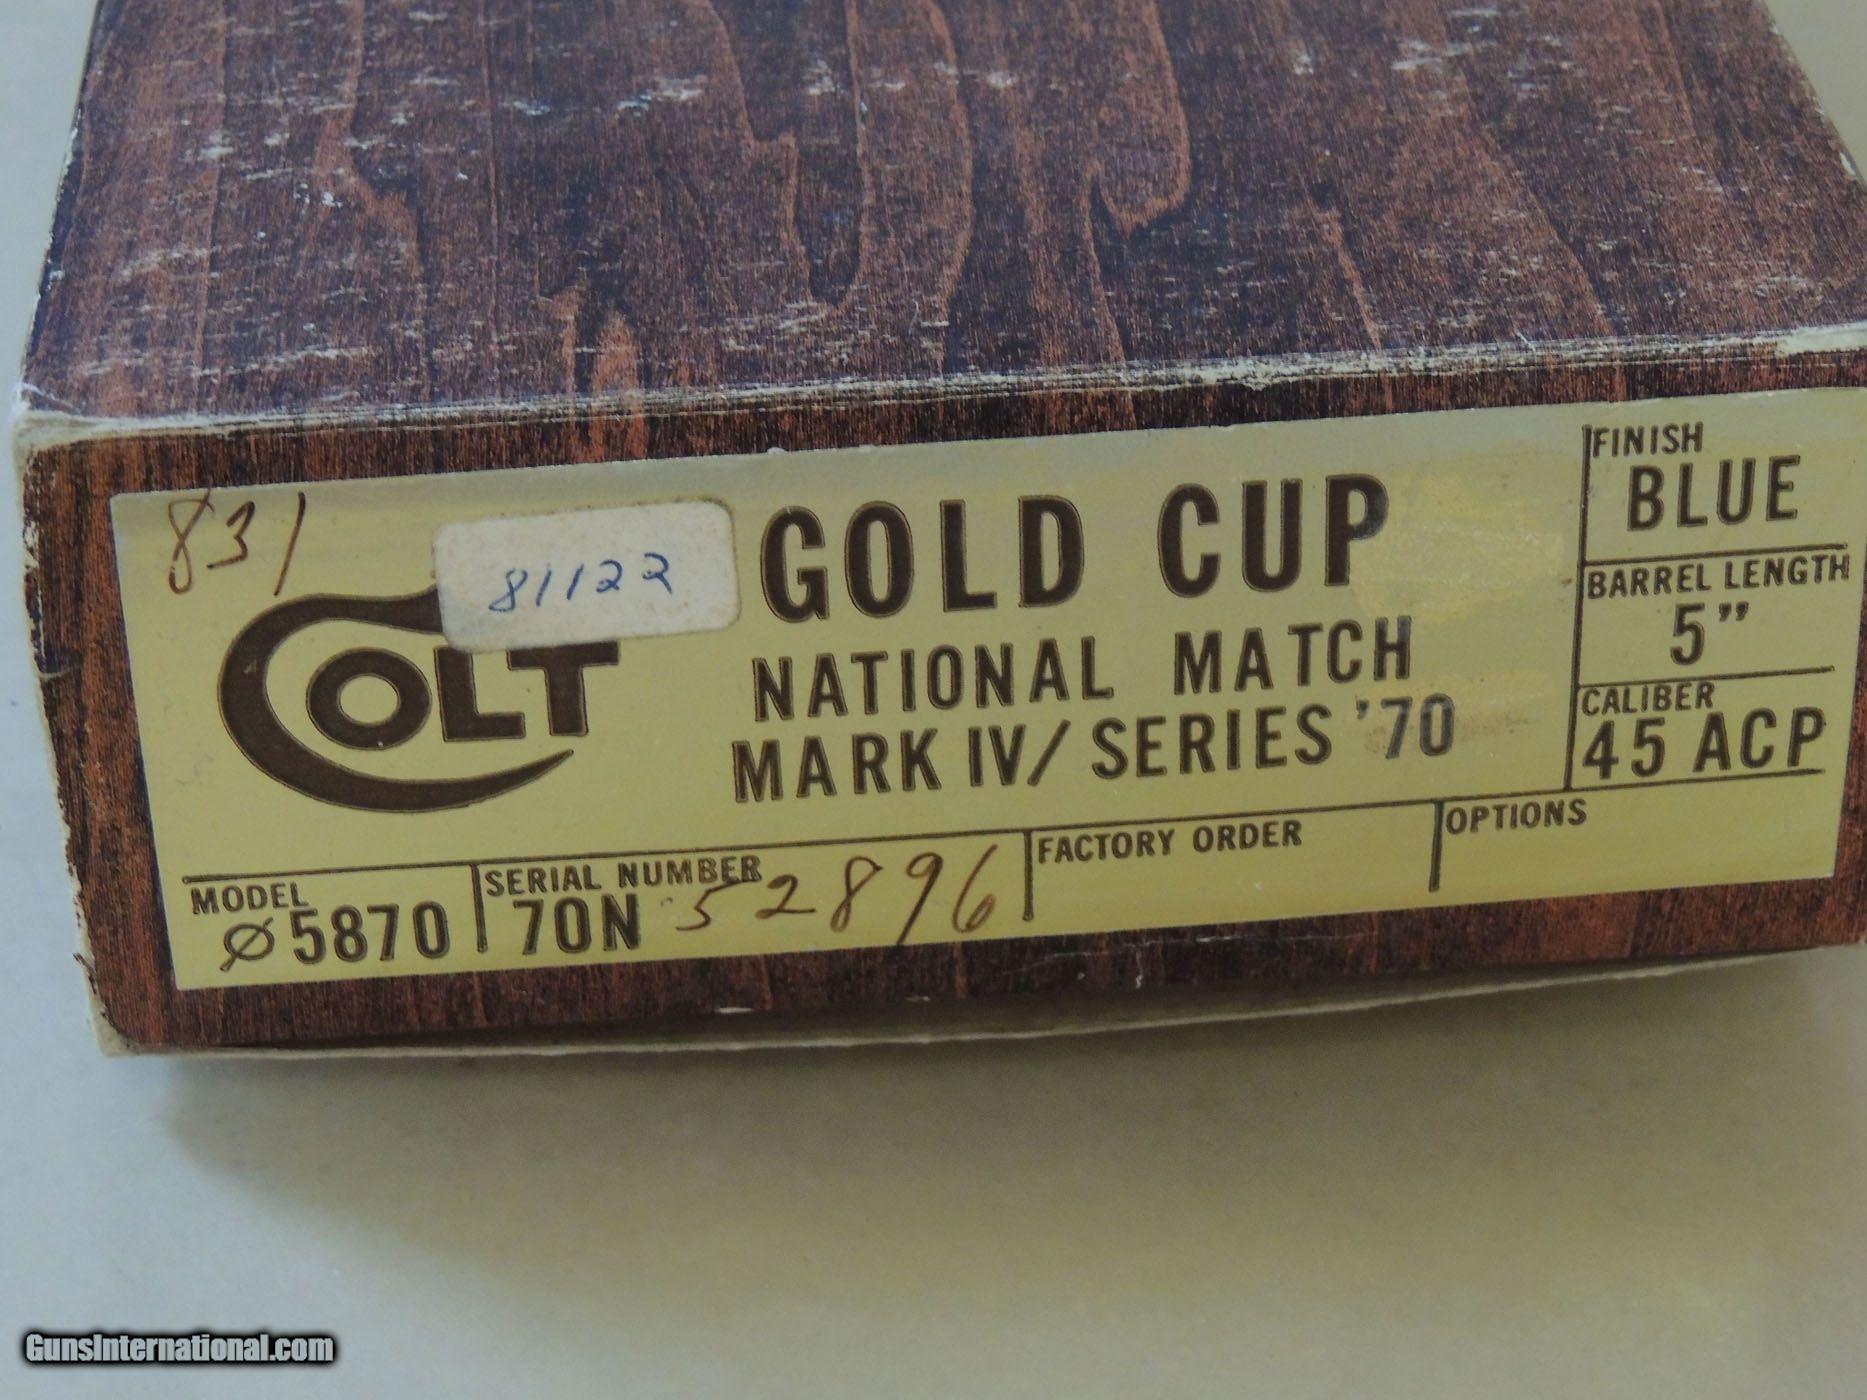 831
81122
COLT
GOLD CUP
NATIONAL MATCH
MARK IV/SERIES '70
FINISH
BLUE
BARREL LENGTH
5"
CALIBER
45 ACP
MODEL
Ø5870
SERIAL NUMBER
70N 52896
FACTORY ORDER
OPTIONS
GunsInternational.com